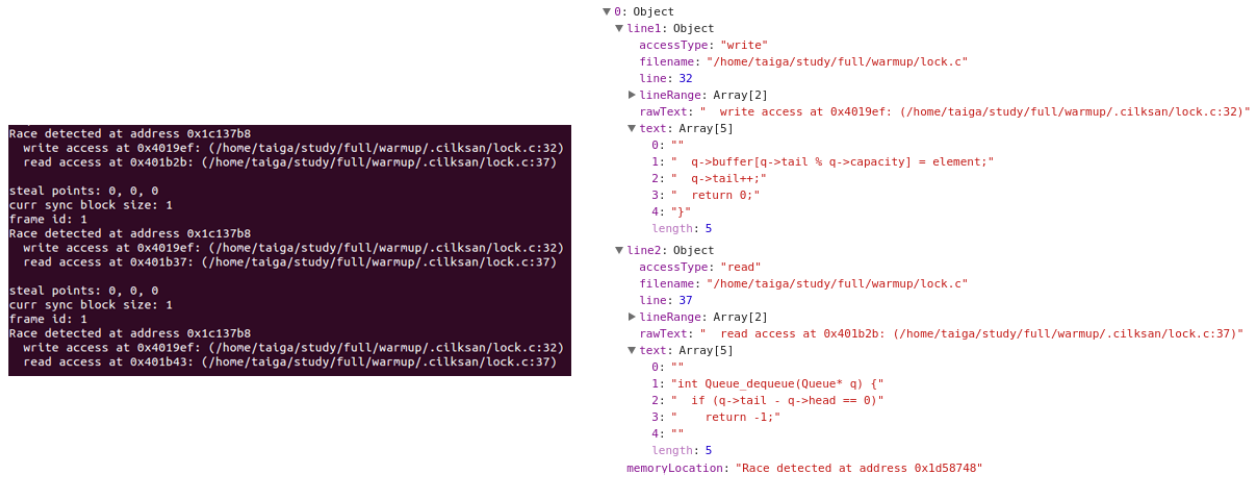 Race detected at address 0x1c137b8
write access at 0x4019ef: (/home/taiga/study/full/warmup/.cilksan/lock.c:32)
read access at 0x401b2b: (/home/taiga/study/full/warmup/.cilksan/lock.c:37)
steal points: 0, 0, 0
curr sync block size: 1
frame id: 1
Race detected at address 0x1c137b8
write access at 0x4019ef: (/home/taiga/study/full/warmup/.cilksan/lock.c:32)
read access at 0x401b37: (/home/taiga/study/full/warmup/.cilksan/lock.c:37)
steal points: 0, 0, 0
curr sync block size: 1
frame id: 1
Race detected at address 0x1c137b8
write access at 0x4019ef: (/home/taiga/study/full/warmup/.cilksan/lock.c:32)
read access at 0x401b43: (/home/taiga/study/full/warmup/.cilksan/lock.c:37)
▼ 0: Object
▼ line1: Object
accessType: "write"
filename: "/home/taiga/study/full/warmup/lock.c"
line: 32
▶ lineRange: Array[2]
rawText: "  write access at 0x4019ef: (/home/taiga/study/full/warmup/lock.c:32)"
▼ text: Array[5]
0: ""
1: "  q->buffer[q->tail % q->capacity] = element;"
2: "  q->tail++;"
3: "  return 0;"
4: "}"
length: 5
▼ line2: Object
accessType: "read"
filename: "/home/taiga/study/full/warmup/lock.c"
line: 37
▶ lineRange: Array[2]
rawText: "  read access at 0x401b2b: (/home/taiga/study/full/warmup/lock.c:37)"
▼ text: Array[5]
0: ""
1: "int Queue_dequeue(Queue* q) {"
2: "  if (q->tail - q->head == 0)"
3: "    return -1;"
4: ""
length: 5
memoryLocation: "Race detected at address 0x1d58748"